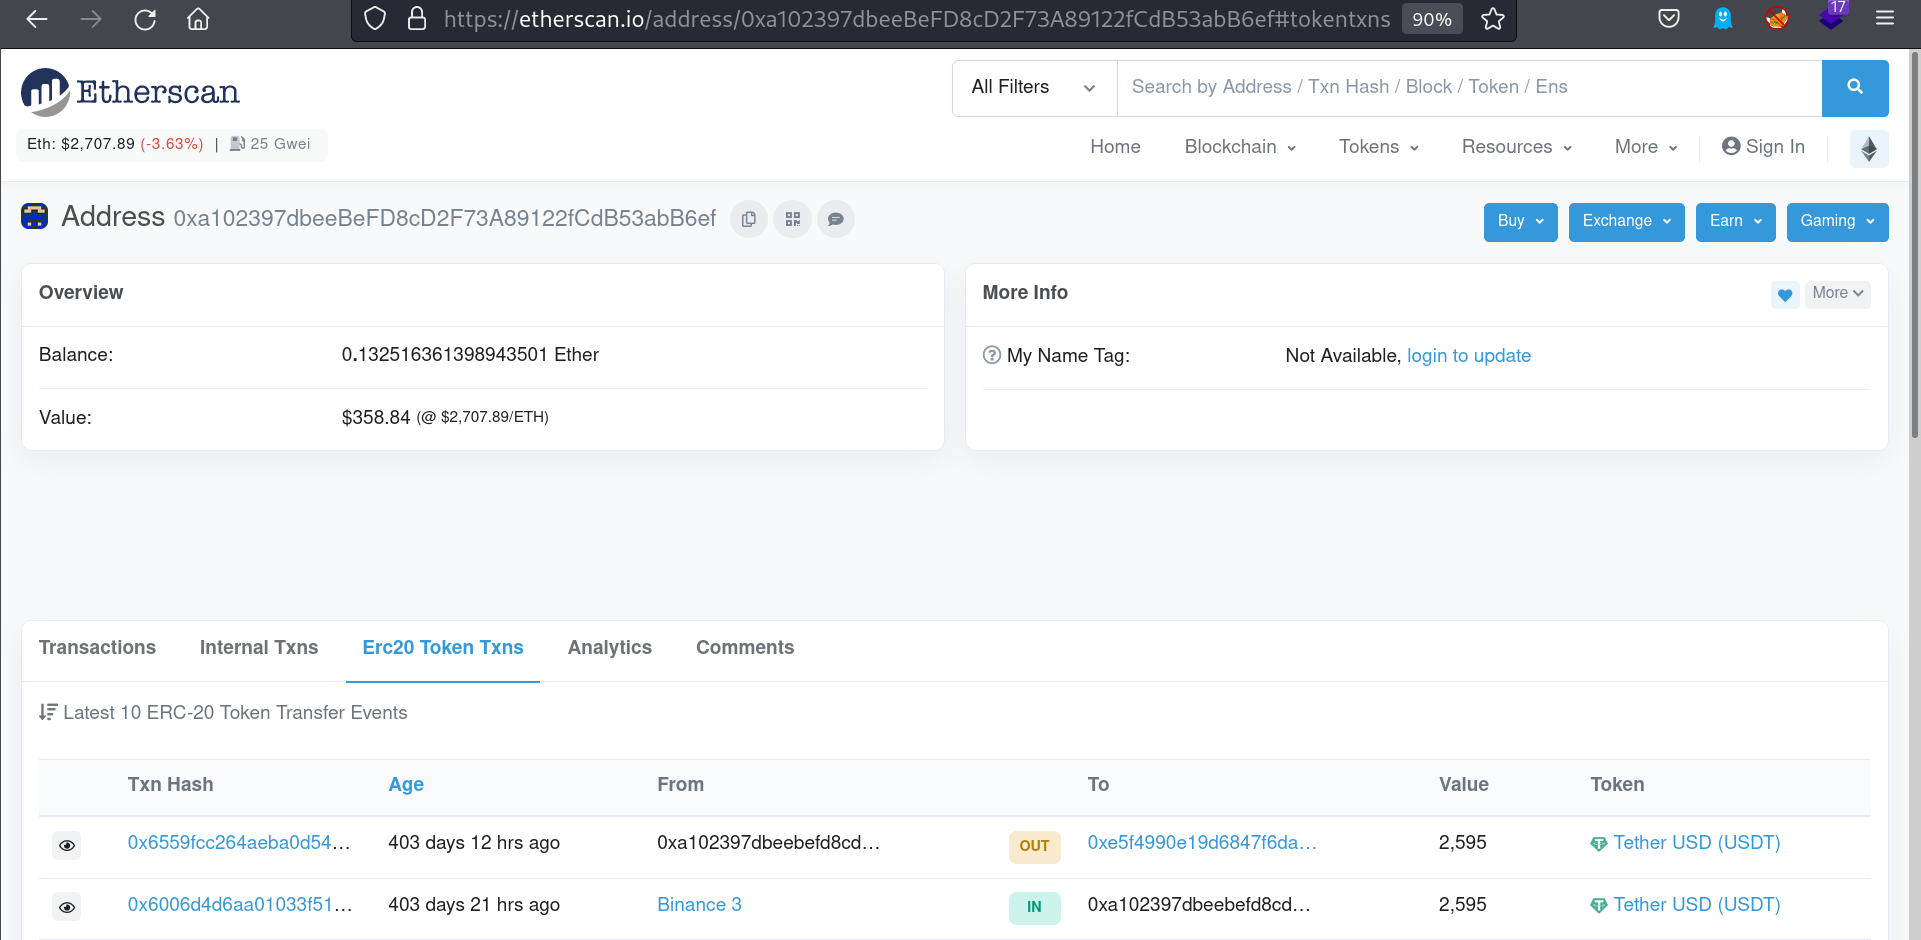 https://etherscan.io/address/0xa102397dbeeBeFD8cD2F73A89122fCdB53abB6ef#tokentxns 90% 17
Etherscan
All Filters Search by Address / Txn Hash / Block / Token / Ens
Eth: $2,707.89 (-3.63%) | 25 Gwei
Home Blockchain Tokens Resources More Sign In
Address 0xa102397dbeeBeFD8cD2F73A89122fCdB53abB6ef
Buy Exchange Earn Gaming
Overview
Balance: 0.132516361398943501 Ether
Value: $358.84 (@ $2,707.89/ETH)
More Info More
My Name Tag: Not Available, login to update
Transactions Internal Txns Erc20 Token Txns Analytics Comments
Latest 10 ERC-20 Token Transfer Events
Txn Hash Age From To Value Token
0x6559fcc264aeba0d54... 403 days 12 hrs ago 0xa102397dbeebefd8cd... OUT 0xe5f4990e19d6847f6da... 2,595 Tether USD (USDT)
0x6006d4d6aa01033f51... 403 days 21 hrs ago Binance 3 IN 0xa102397dbeebefd8cd... 2,595 Tether USD (USDT)